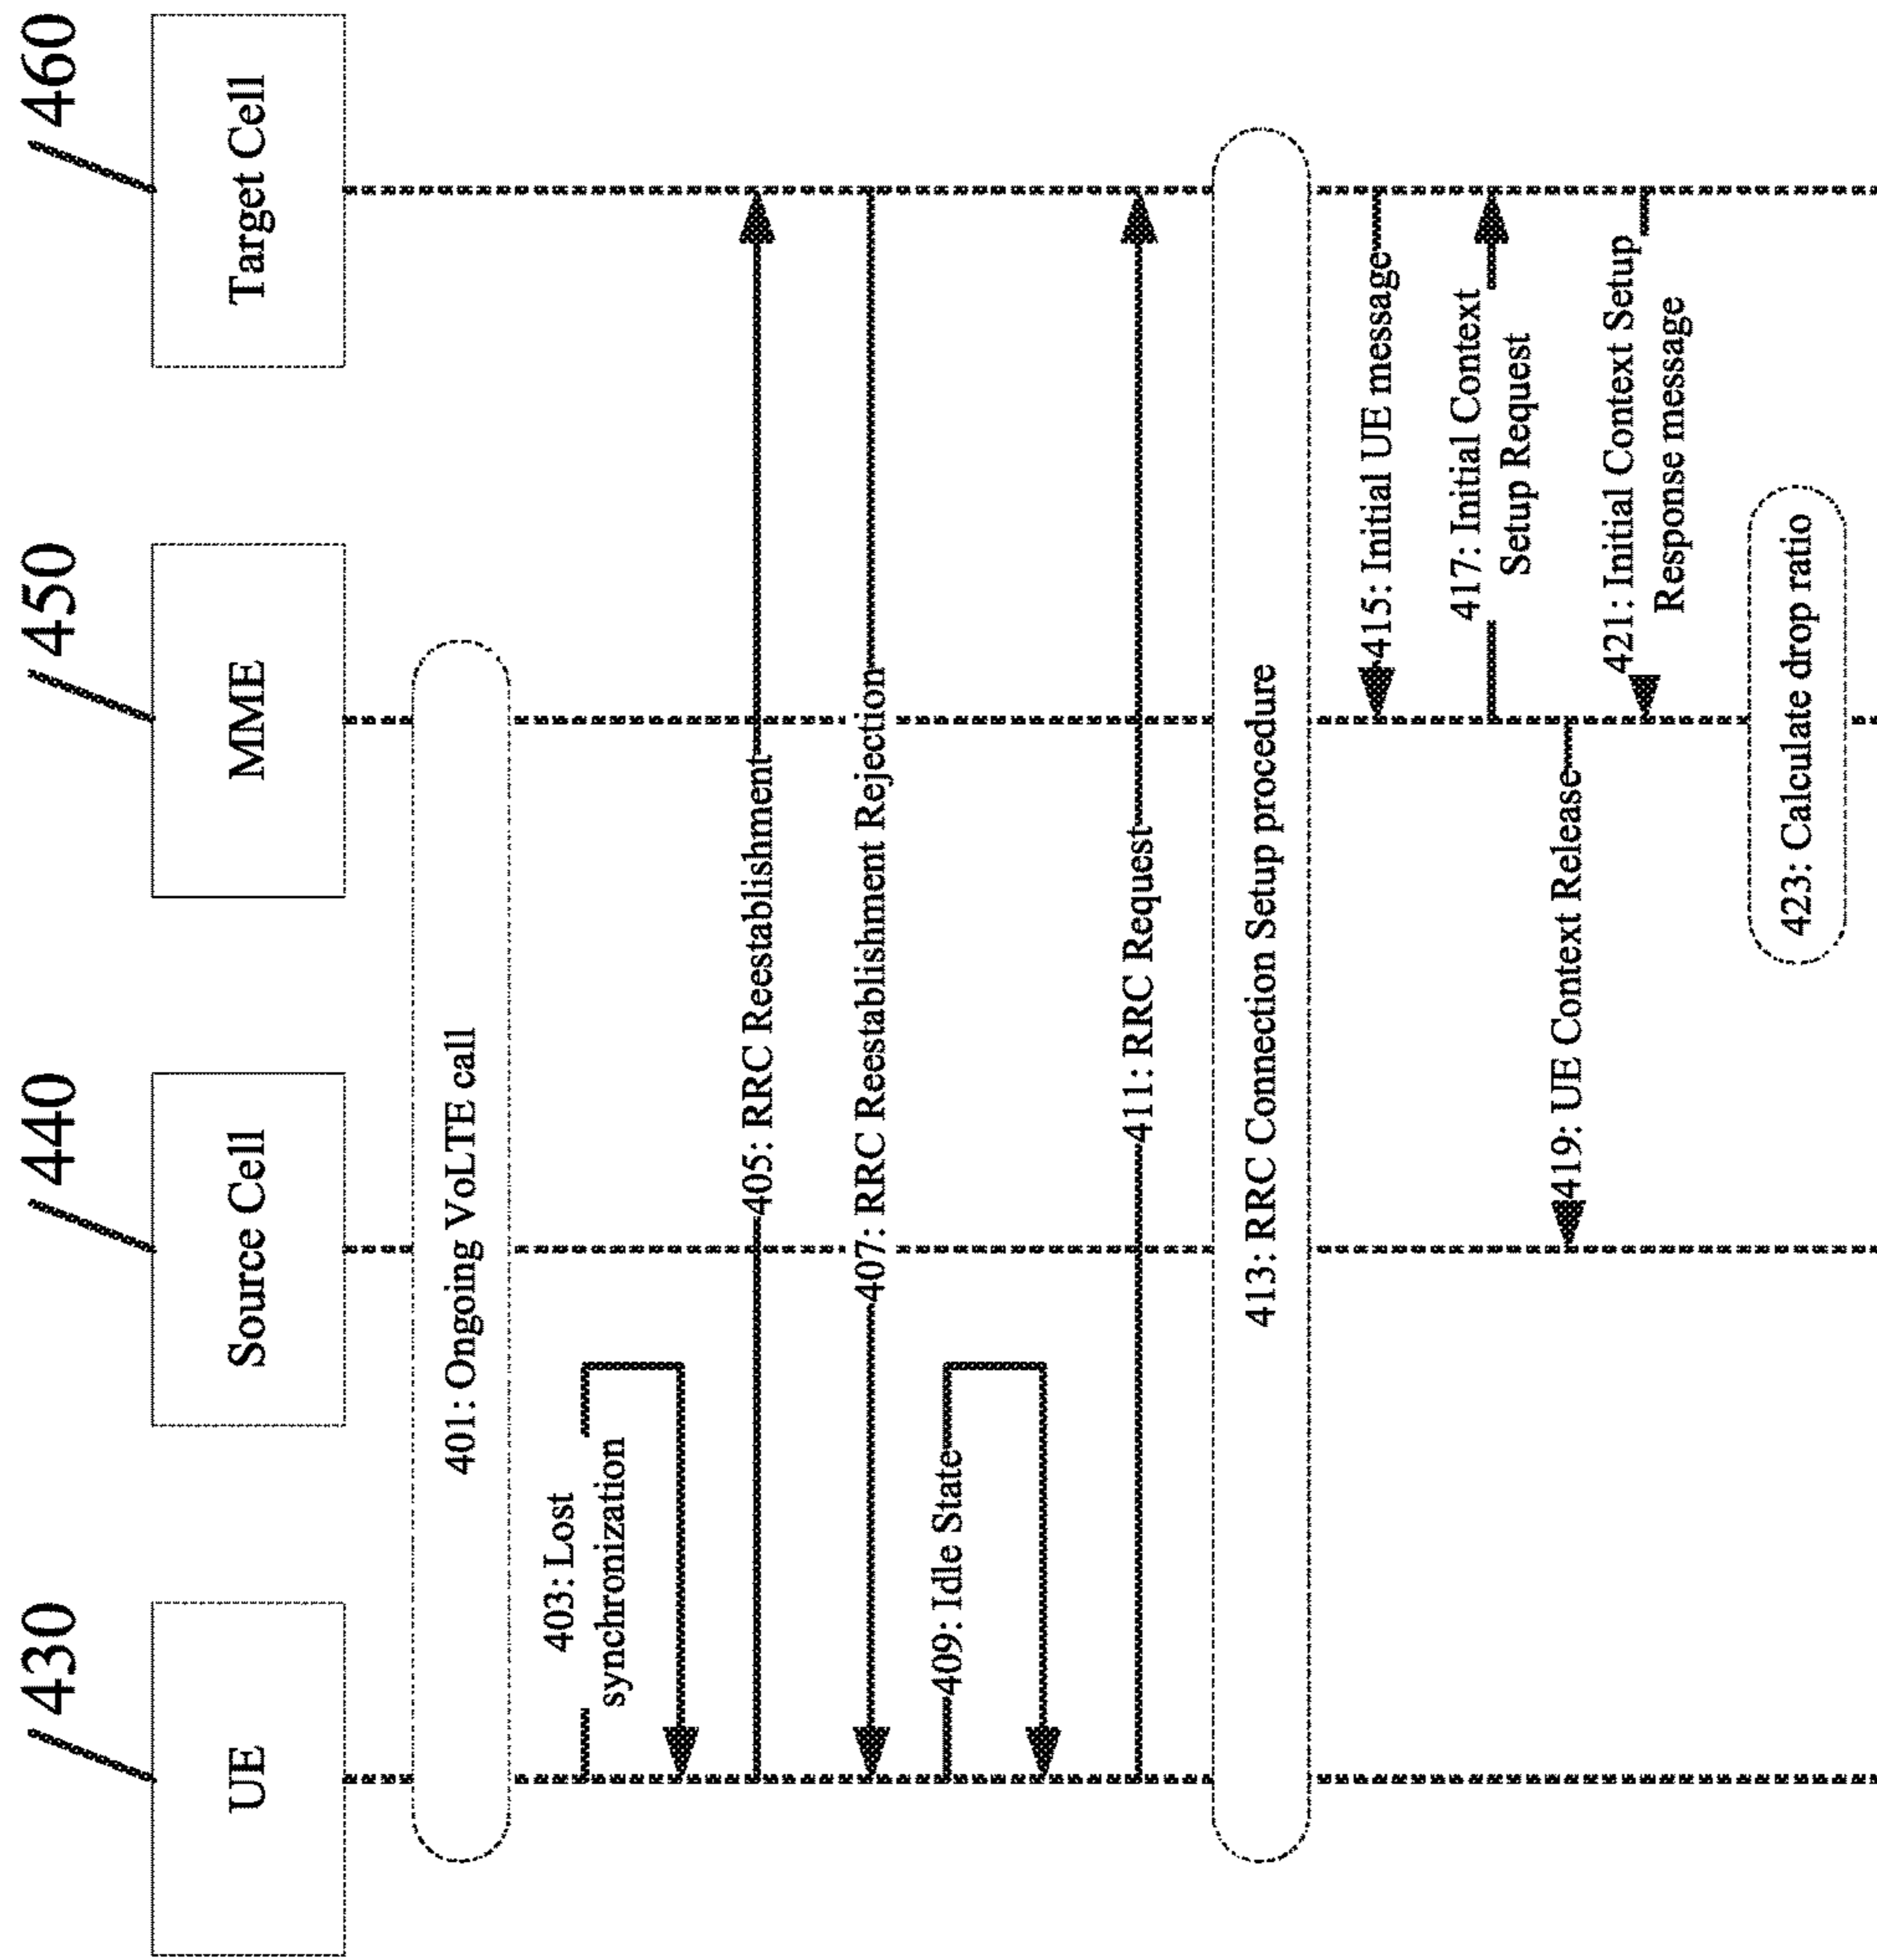 430
440
450
460
UE
Source Cell
MME
Target Cell
401: Ongoing VoLTE call
403: Lost
synchronization
405: RRC Reestablishment
407: RRC Reestablishment Rejection
409: Idle State
411: RRC Request
413: RRC Connection Setup procedure
415: Initial UE message
417: Initial Context
Setup Request
419: UE Context Release
421: Initial Context Setup
Response message
423: Calculate drop ratio